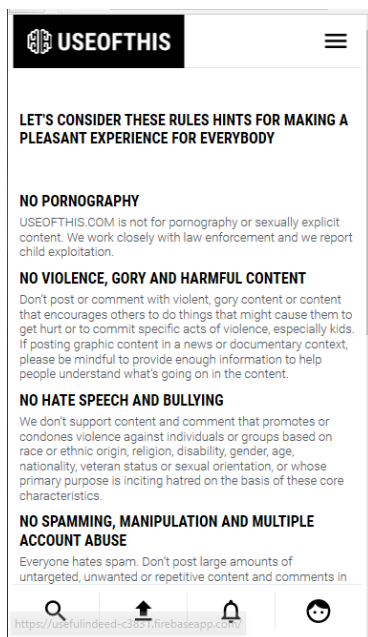 USEOFTHIS
LET'S CONSIDER THESE RULES HINTS FOR MAKING A
PLEASANT EXPERIENCE FOR EVERYBODY
NO PORNOGRAPHY
USEOFTHIS.COM is not for pornography or sexually explicit
content. We work closely with law enforcement and we report
child exploitation.
NO VIOLENCE, GORY AND HARMFUL CONTENT
Don't post or comment with violent, gory content or content
that encourages others to do things that might cause them to
get hurt or to commit specific acts of violence, especially kids.
If posting graphic content in a news or documentary context,
please be mindful to provide enough information to help
people understand what's going on in the content.
NO HATE SPEECH AND BULLYING
We don't support content and comment that promotes or
condones violence against individuals or groups based on
race or ethnic origin, religion, disability, gender, age,
nationality, veteran status or sexual orientation, or whose
primary purpose is inciting hatred on the basis of these core
characteristics.
NO SPAMMING, MANIPULATION AND MULTIPLE
ACCOUNT ABUSE
Everyone hates spam. Don't post large amounts of
untargeted, unwanted or repetitive content and comments in
https://usefulindeed-c3831.firebaseapp.com/